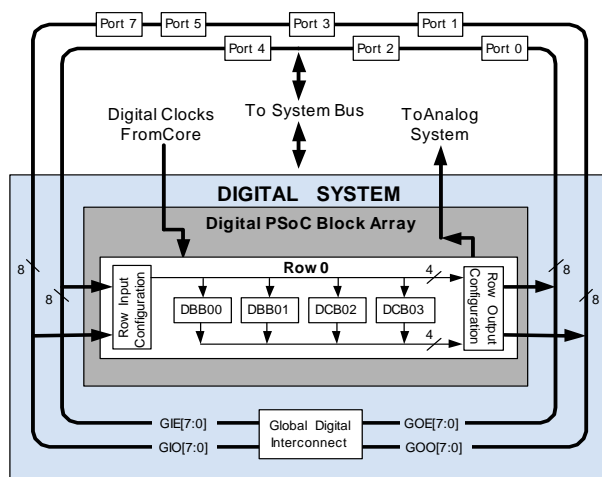 Port 7
Port 5
Port 3
Port 1
Port 4
Port 2
Port 0
Digital Clocks
FromCore
To System Bus
ToAnalog
System
DIGITAL SYSTEM
Digital PSoC Block Array
Row 0
Row Input
Configuration
DBB00
DBB01
DCB02
DCB03
4
4
Row Output
Configuration
8
8
8
8
GIE[7:0]
GIO[7:0]
Global Digital
Interconnect
GOE[7:0]
GOO[7:0]